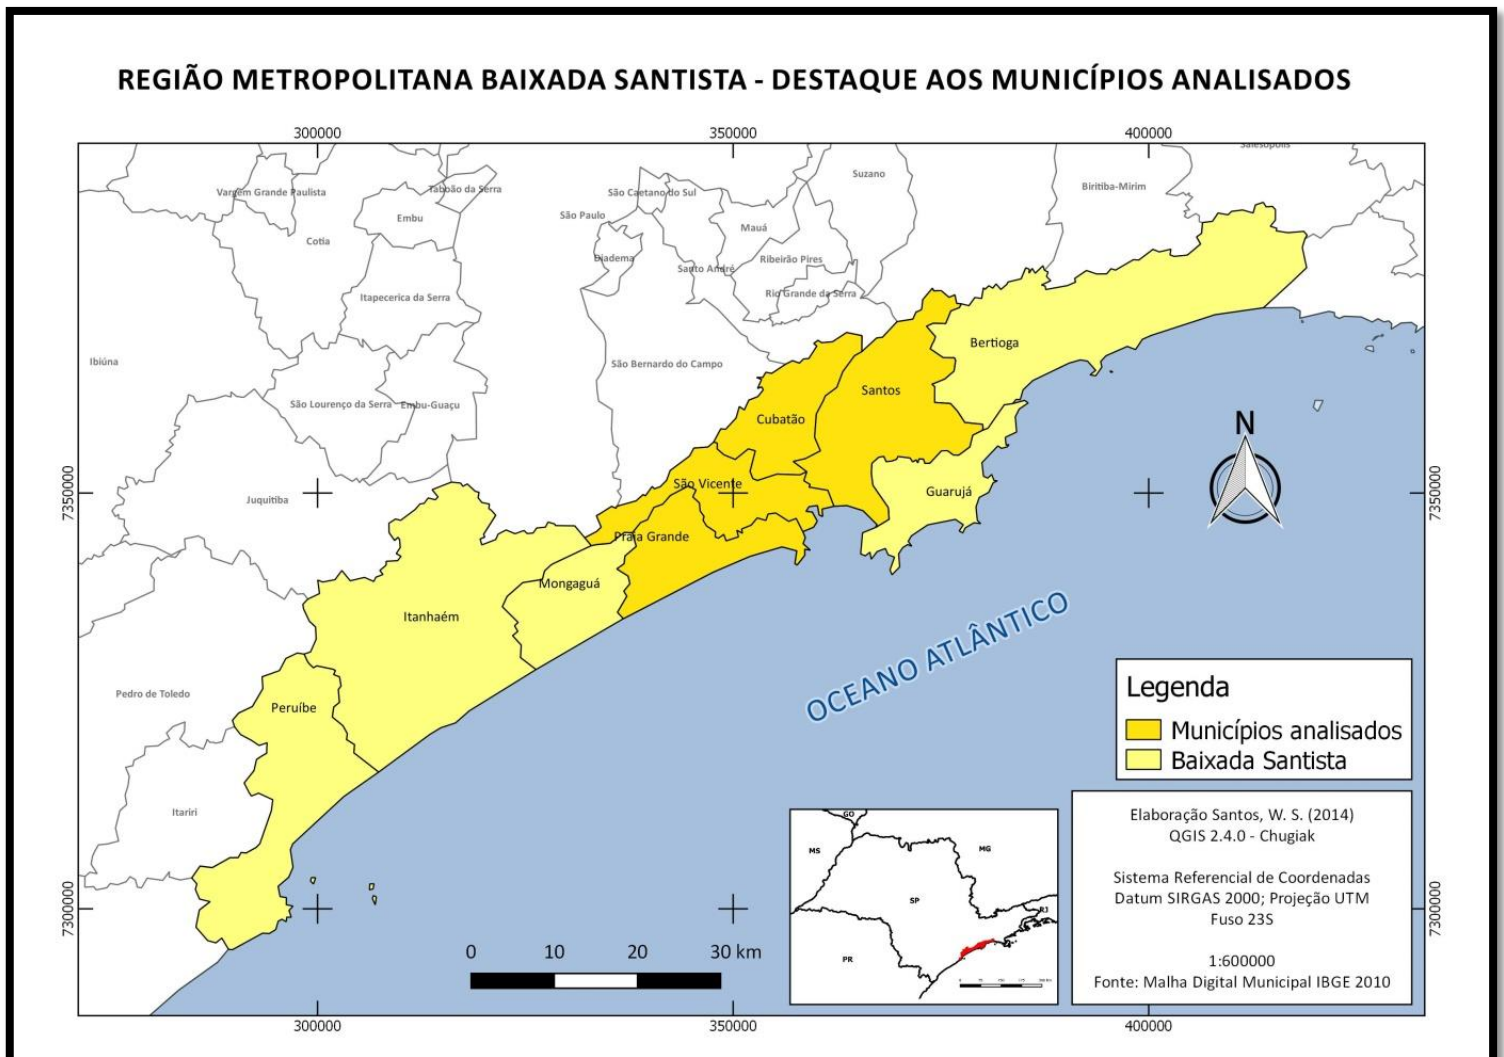 REGIÃO METROPOLITANA BAIXADA SANTISTA - DESTAQUE AOS MUNICÍPIOS ANALISADOS
300000
350000
400000
Salesópolis
Suzano
Biritiba-Mirim
Vargem Grande Paulista
Taboão da Serra
São Caetano do Sul
São Paulo
Embu
Mauá
Cotia
Diadema
Santo André
Ribeirão Pires
Itapecerica da Serra
Rio Grande da Serra
Ibiúna
São Bernardo do Campo
Bertioga
Santos
São Lourenço da Serra
Embu-Guaçu
Cubatão
N
7350000
Juquitiba
São Vicente
Guarujá
7350000
Praia Grande
Mongaguá
Itanhaém
OCEANO ATLÂNTICO
Pedro de Toledo
Peruíbe
Legenda
Municípios analisados
Baixada Santista
Itariri
Elaboração Santos, W. S. (2014)
QGIS 2.4.0 - Chugiak
Sistema Referencial de Coordenadas
Datum SIRGAS 2000; Projeção UTM
Fuso 23S
1:600000
Fonte: Malha Digital Municipal IBGE 2010
GO
MS
MG
SP
RJ
PR
7300000
7300000
0 10 20 30 km
300000
350000
400000